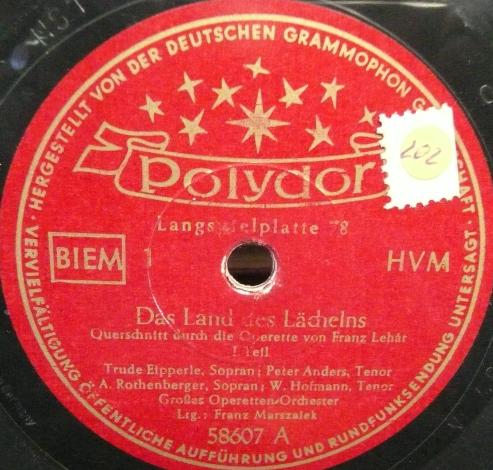 HERGESTELLT VON DER DEUTSCHEN GRAMMOPHON
Polydor
202
Langspielplatte 78
BIEM
1
HVM
Das Land des Lächelns
Querschnitt durch die Operette von Franz Lehár
I. Teil
Trude Eipperle, Sopran; Peter Anders, Tenor
A. Rothenberger, Sopran; W. Hofmann, Tenor
Großes Operetten-Orchester
Ltg.: Franz Marszalek
58607 A
VERVIELFÄLTIGUNG ÖFFENTLICHE AUFFÜHRUNG UND RUNDFUNKSENDUNG UNTERSAGT